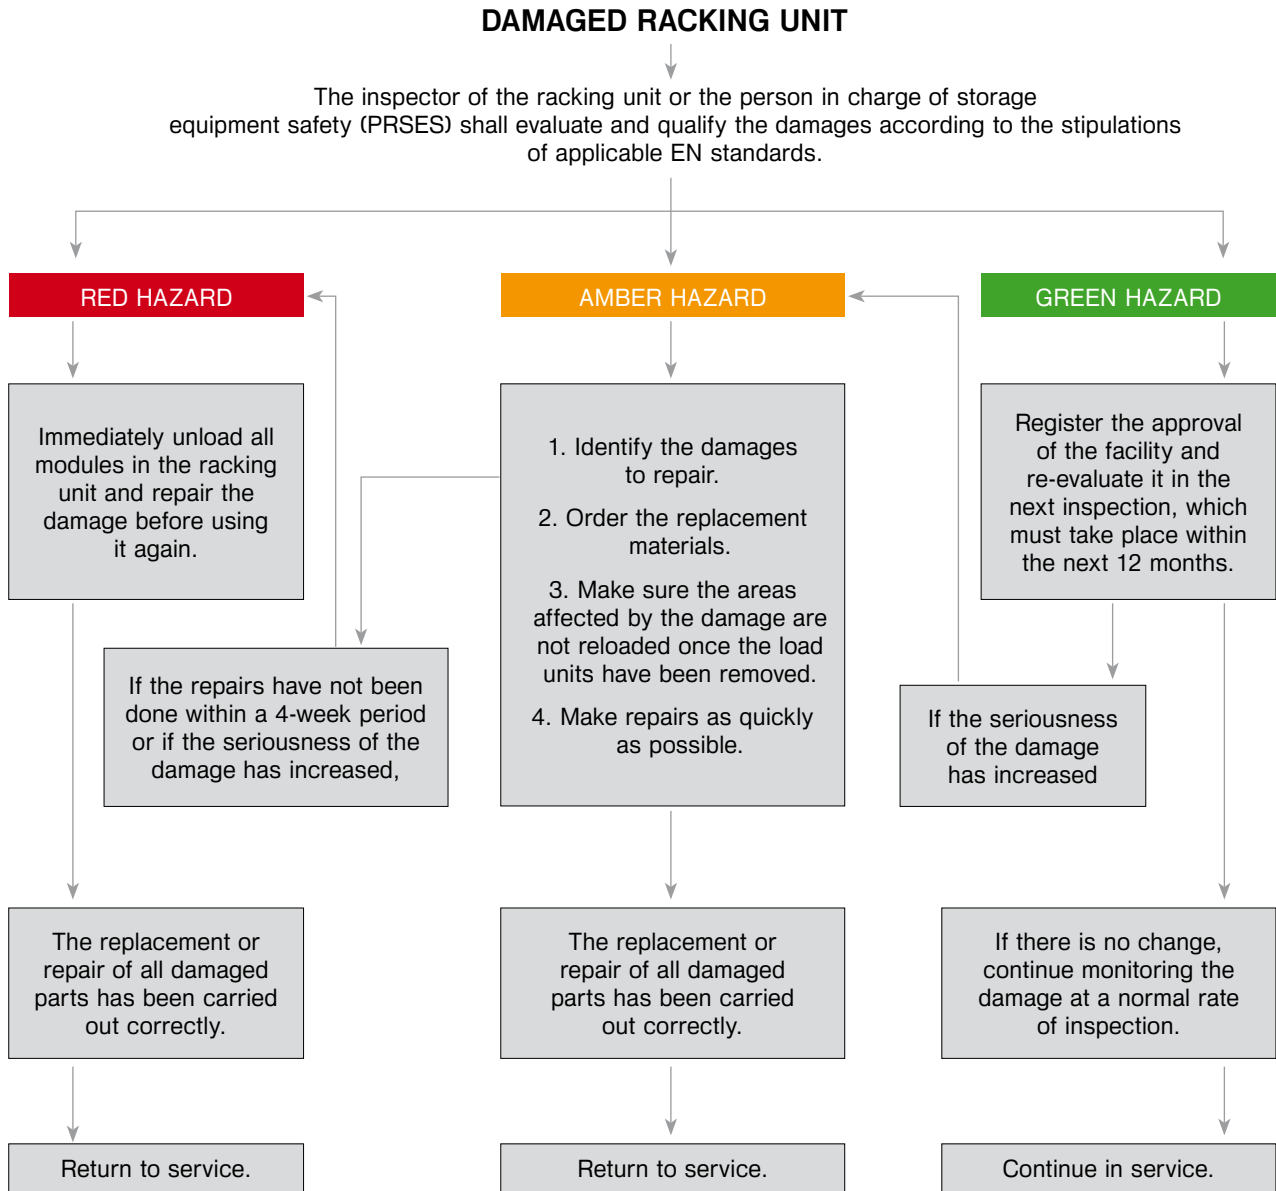 DAMAGED RACKING UNIT
The inspector of the racking unit or the person in charge of storage
equipment safety (PRSES) shall evaluate and qualify the damages according to the stipulations
of applicable EN standards.
RED HAZARD
AMBER HAZARD
GREEN HAZARD
Immediately unload all
modules in the racking
unit and repair the
damage before using
it again.
1. Identify the damages
to repair.
2. Order the replacement
materials.
3. Make sure the areas
affected by the damage are
not reloaded once the load
units have been removed.
4. Make repairs as quickly
as possible.
Register the approval
of the facility and
re-evaluate it in the
next inspection, which
must take place within
the next 12 months.
If the repairs have not been
done within a 4-week period
or if the seriousness of the
damage has increased,
If the seriousness
of the damage
has increased
The replacement or
repair of all damaged
parts has been carried
out correctly.
The replacement or
repair of all damaged
parts has been carried
out correctly.
If there is no change,
continue monitoring the
damage at a normal rate
of inspection.
Return to service.
Return to service.
Continue in service.